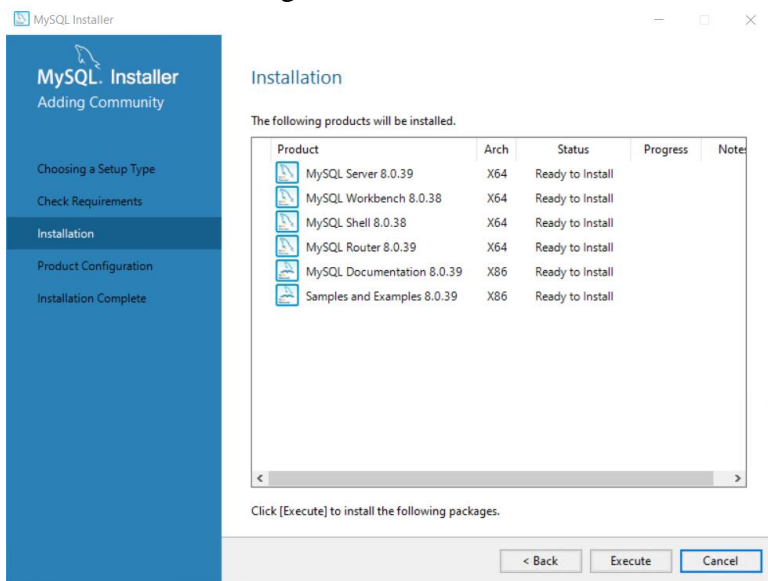 MySQL Installer
MySQL. Installer
Adding Community
Choosing a Setup Type
Check Requirements
Installation
Product Configuration
Installation Complete
Installation
The following products will be installed.
Product Arch Status Progress Notes
MySQL Server 8.0.39 X64 Ready to Install
MySQL Workbench 8.0.38 X64 Ready to Install
MySQL Shell 8.0.38 X64 Ready to Install
MySQL Router 8.0.39 X64 Ready to Install
MySQL Documentation 8.0.39 X86 Ready to Install
Samples and Examples 8.0.39 X86 Ready to Install
Click [Execute] to install the following packages.
< Back Execute Cancel